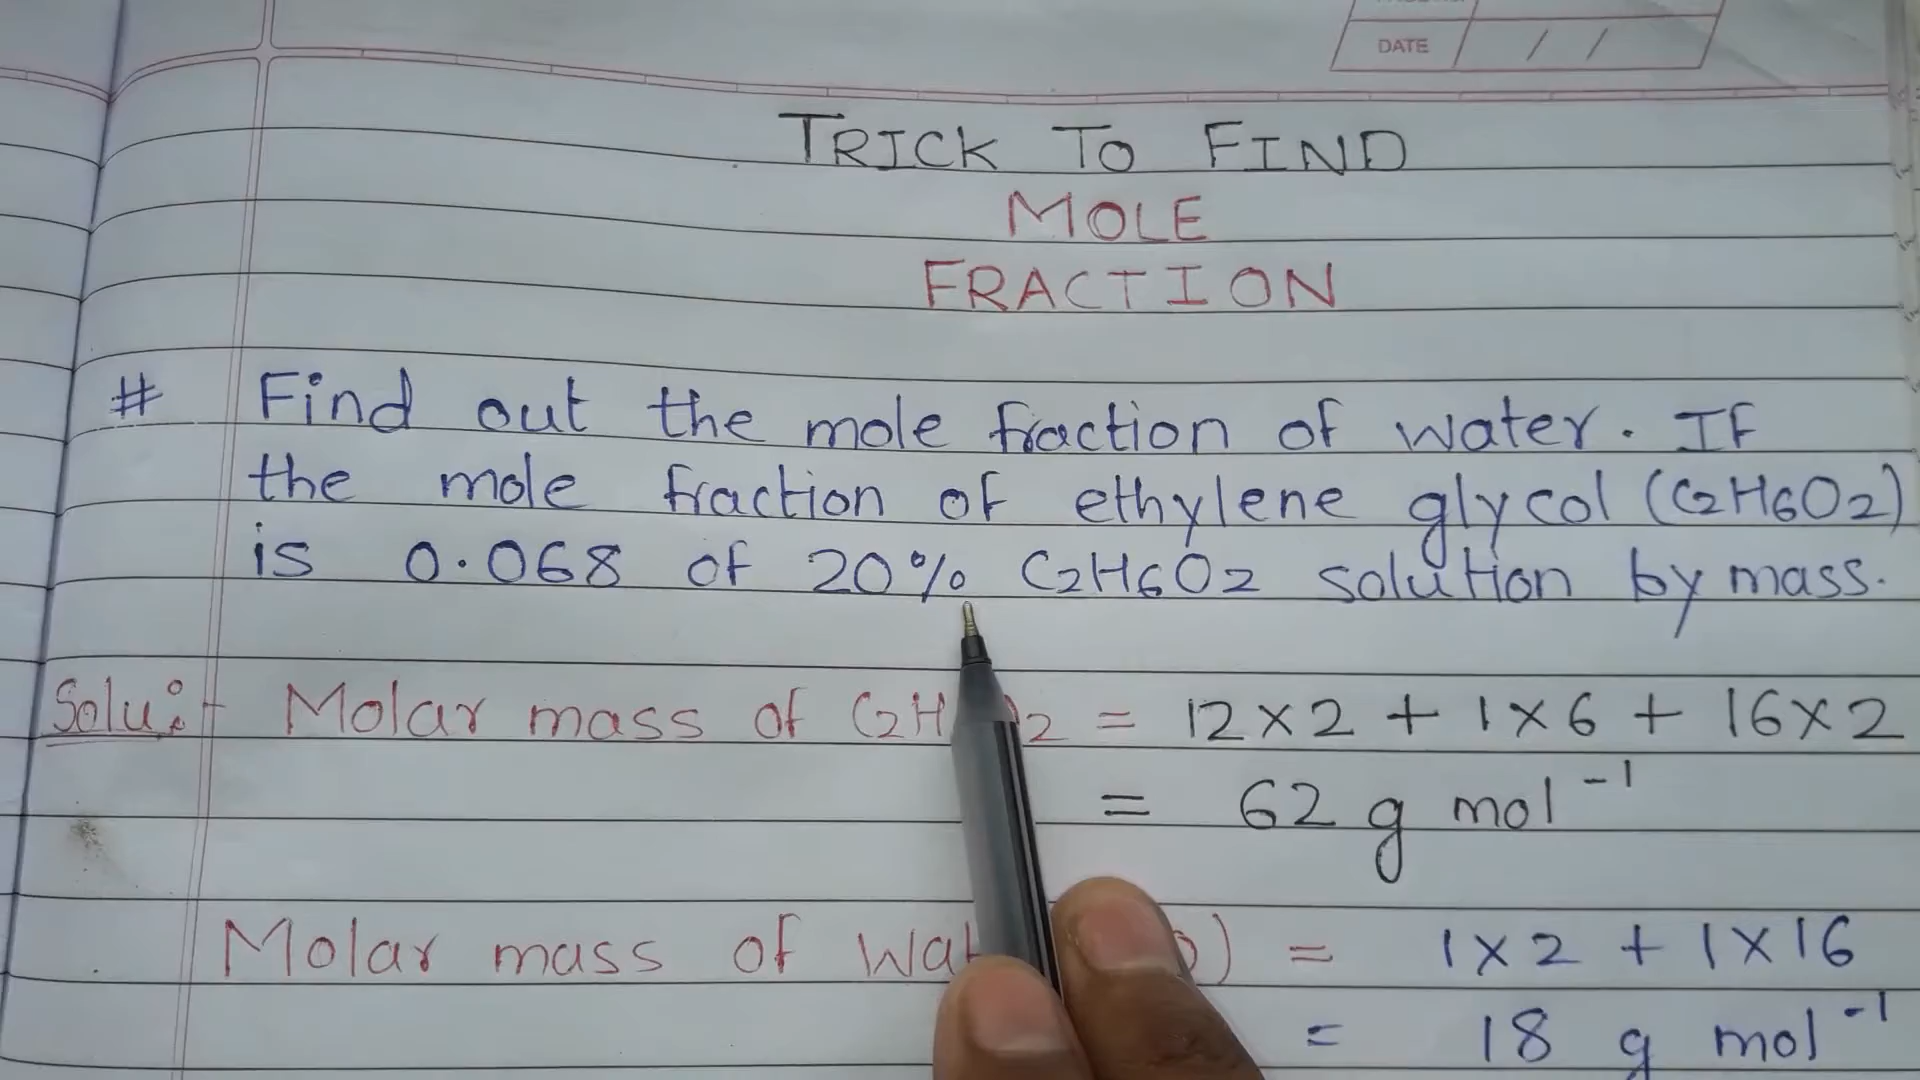 DATE / /
TRICK TO FIND
MOLE
FRACTION
# Find out the mole fraction of water. If
the mole fraction of ethylene glycol (C2H6O2)
is 0.068 of 20% C2H6O2 solution by mass.
Solu:- Molar mass of C2H O2 = 12×2 + 1×6 + 16×2
= 62 g mol⁻¹
Molar mass of = 1×2 + 1×16
= 18 g mol⁻¹